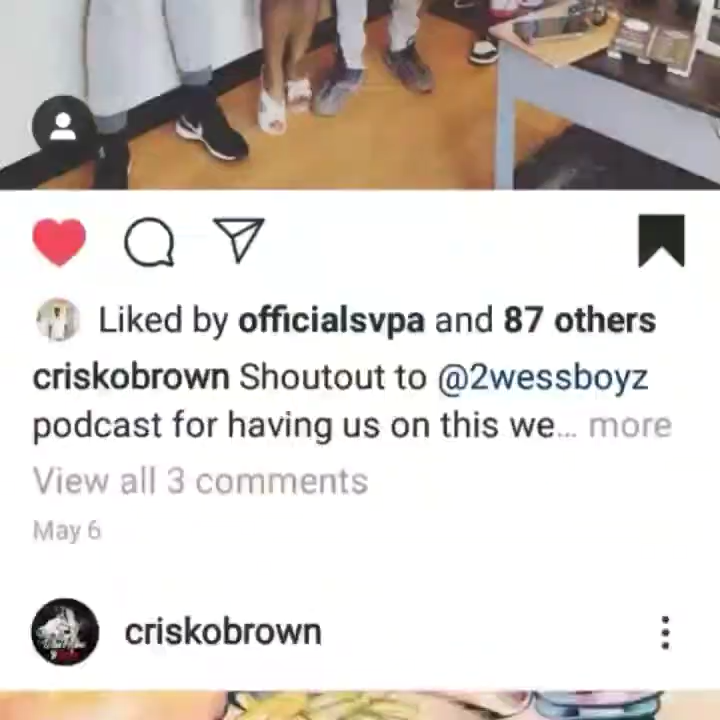 Liked by officialsvpa and 87 others
criskobrown Shoutout to @2wessboyz
podcast for having us on this we... more
View all 3 comments
May 6
criskobrown